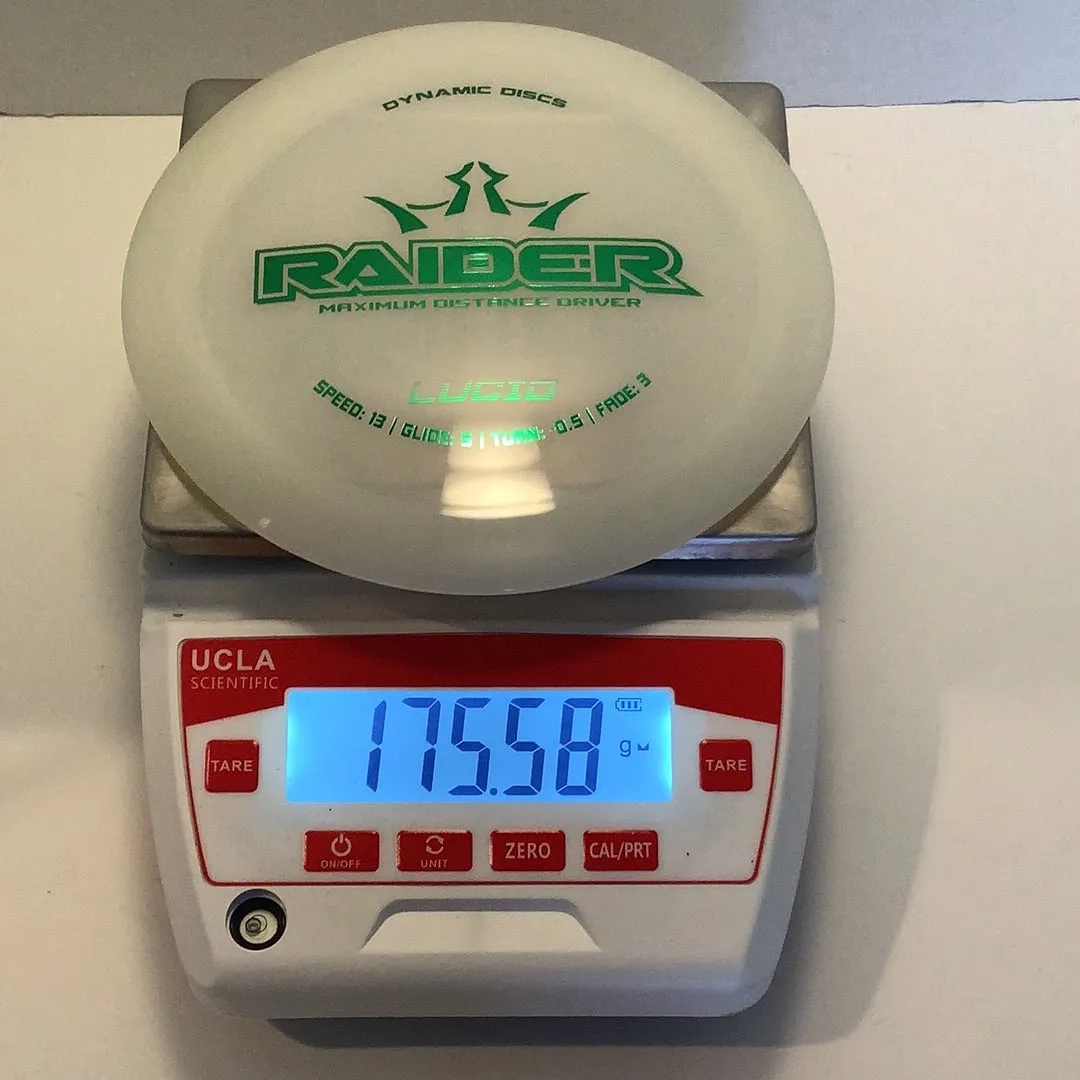 DYNAMIC DISCS
RAIDER
MAXIMUM DISTANCE DRIVER
LUCID
SPEED: 13 | GLIDE: 5 | TURN: -0.5 | FADE: 3
UCLA
SCIENTIFIC
175.58
g
TARE
TARE
ON/OFF
UNIT
ZERO
CAL/PRT